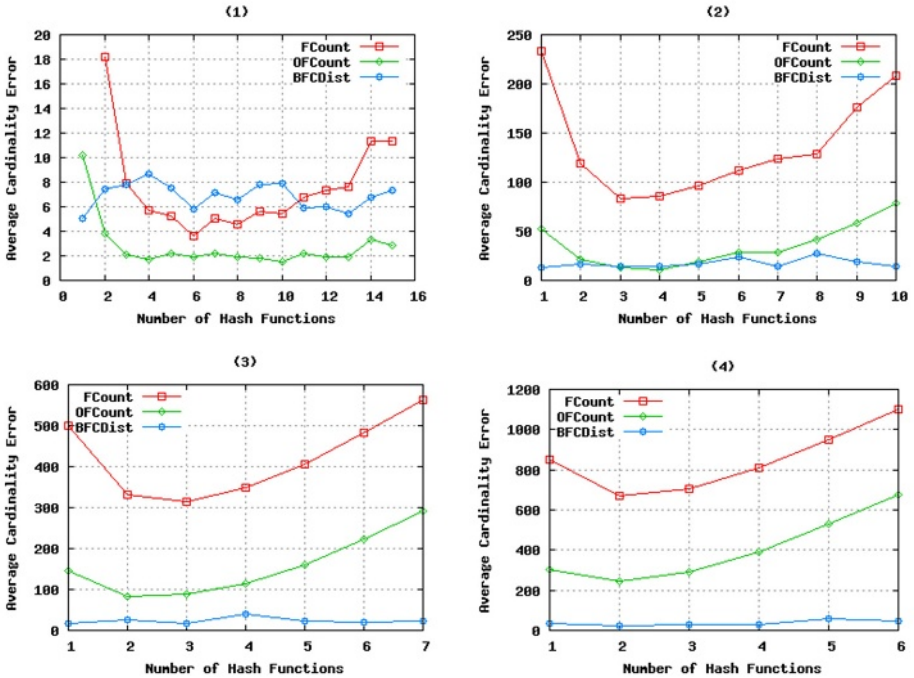 (1)
20
18
16
14
12
10
8
6
4
2
0
Average Cardinality Error
FCount
OFCount
BFCDist
0 2 4 6 8 10 12 14 16
Number of Hash Functions
(2)
250
200
150
100
50
0
Average Cardinality Error
FCount
OFCount
BFCDist
1 2 3 4 5 6 7 8 9 10
Number of Hash Functions
(3)
600
500
400
300
200
100
0
Average Cardinality Error
FCount
OFCount
BFCDist
1 2 3 4 5 6 7
Number of Hash Functions
(4)
1200
1000
800
600
400
200
0
Average Cardinality Error
FCount
OFCount
BFCDist
1 2 3 4 5 6
Number of Hash Functions